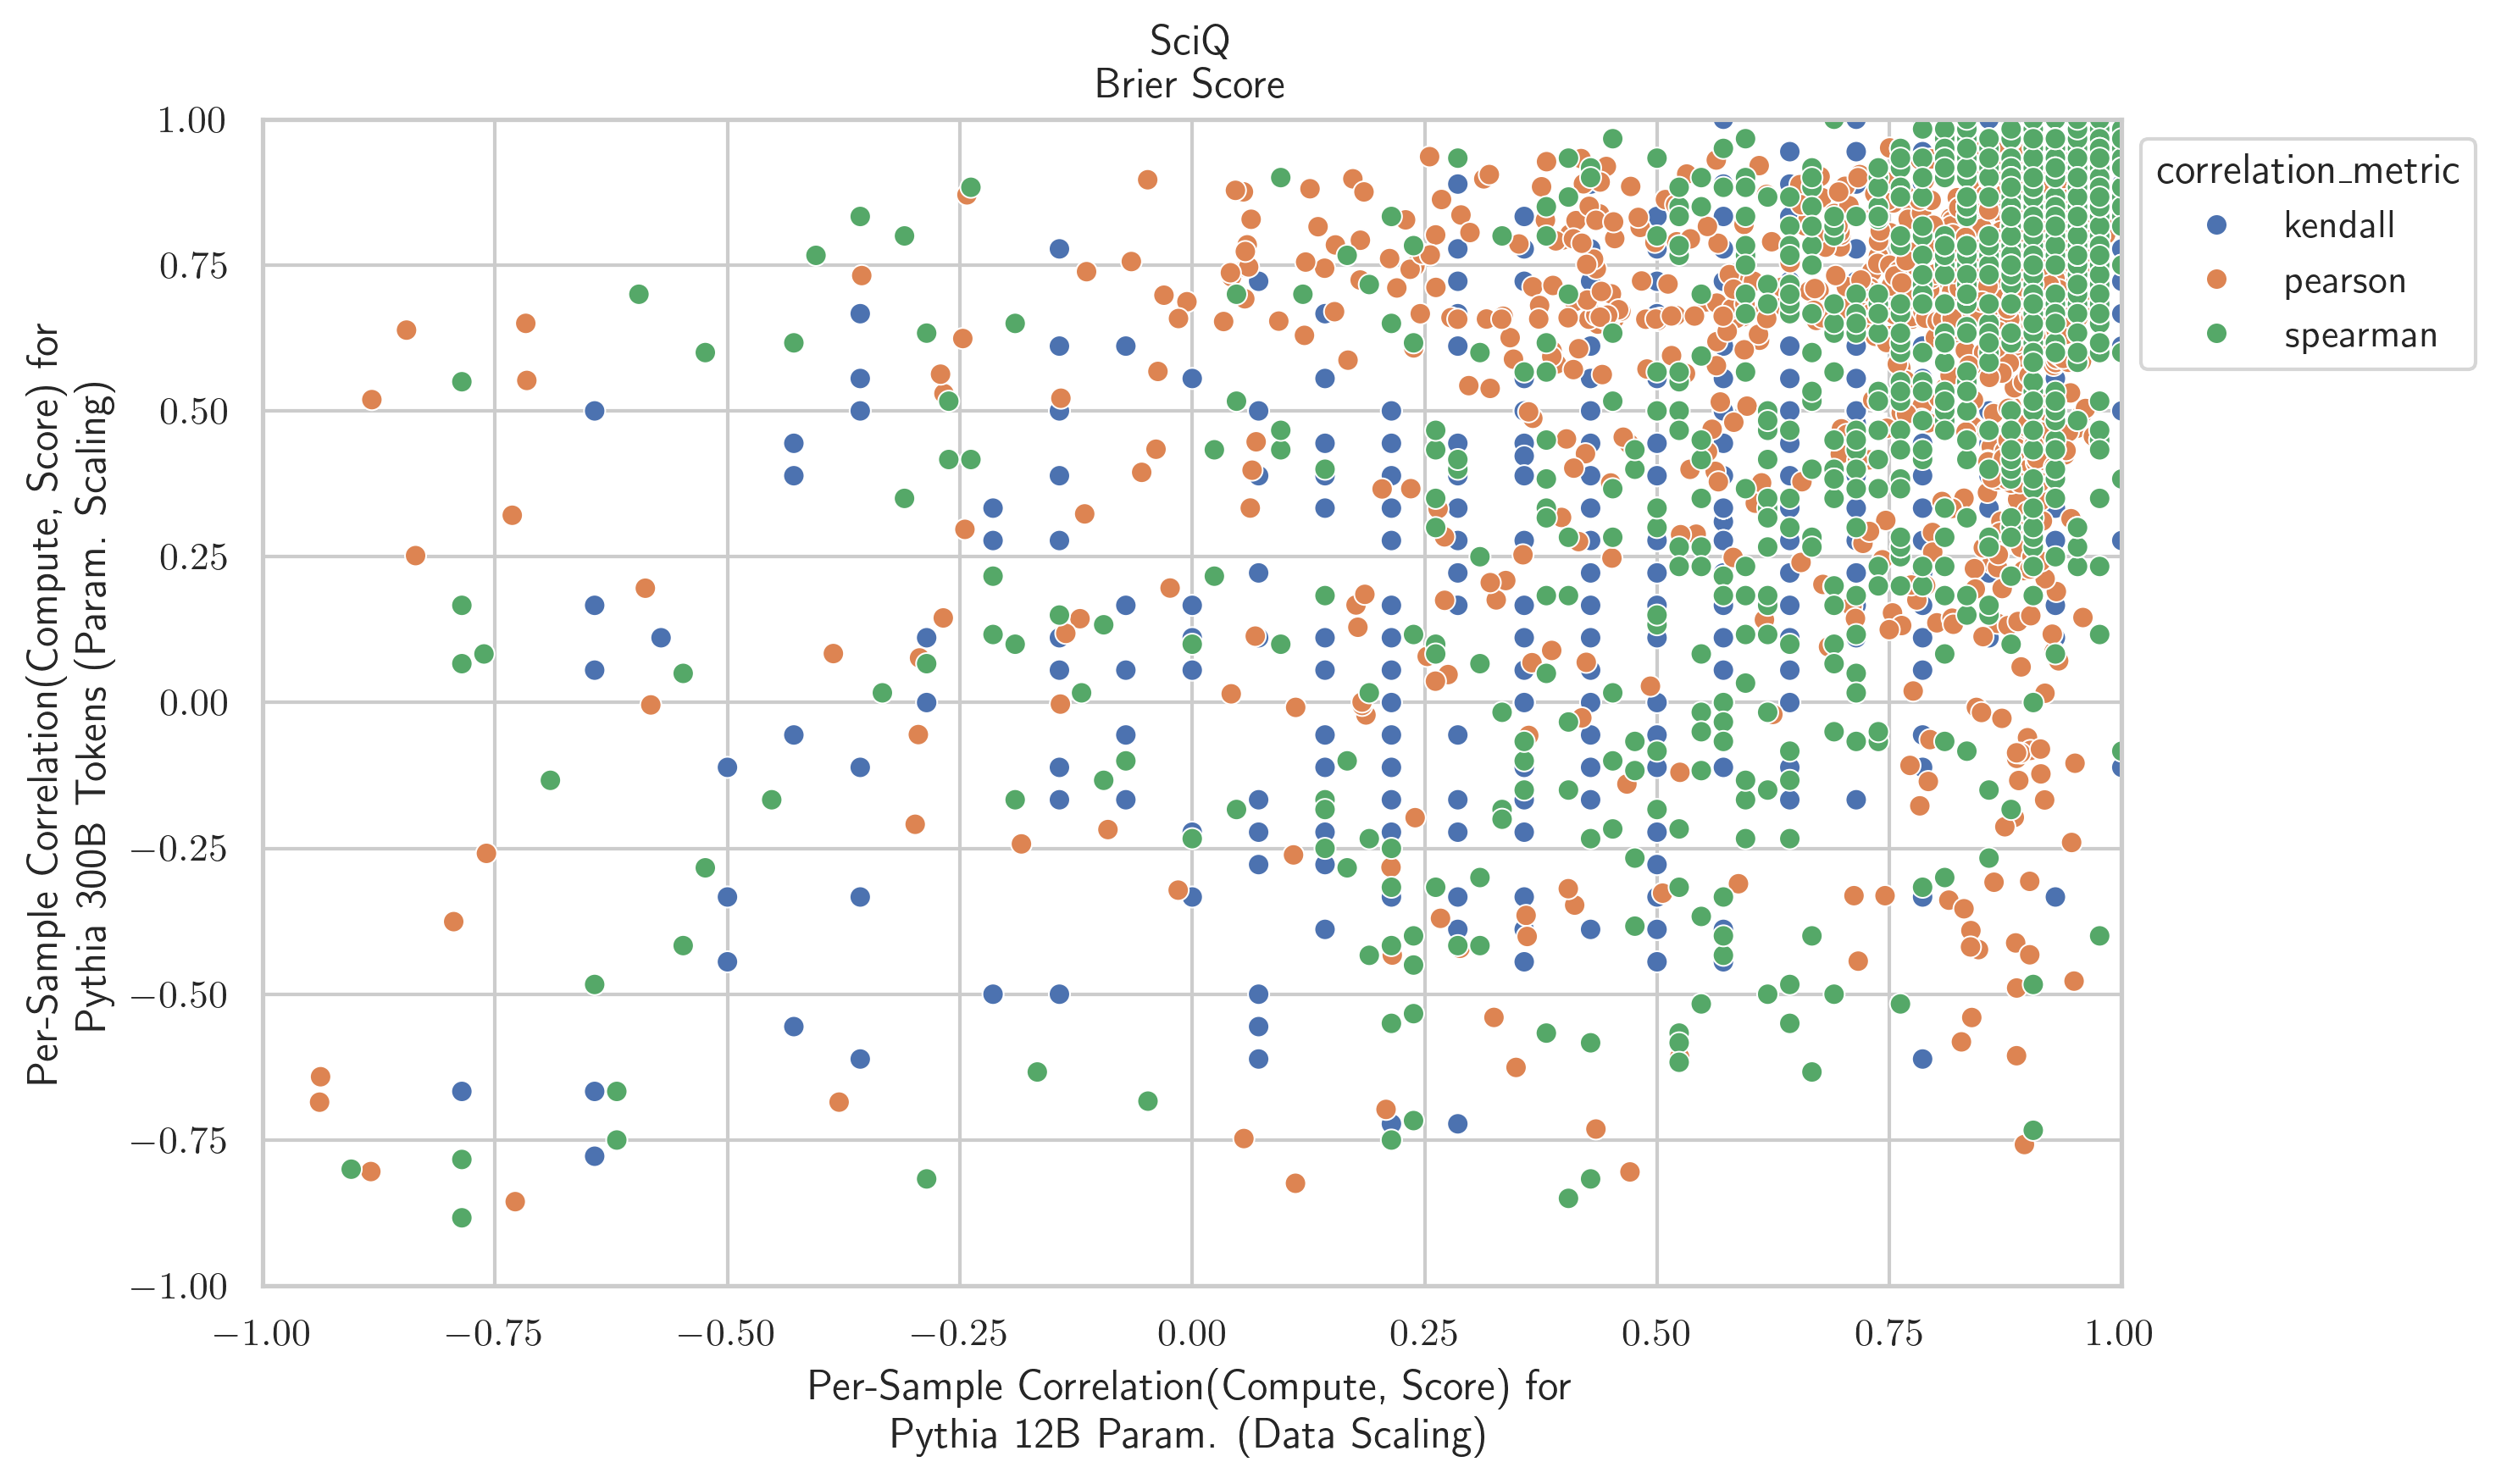 SciQ
Brier Score
Per-Sample Correlation(Compute, Score) for
Pythia 300B Tokens (Param. Scaling)
1.00
0.75
0.50
0.25
0.00
−0.25
−0.50
−0.75
−1.00
−1.00 −0.75 −0.50 −0.25 0.00 0.25 0.50 0.75 1.00
Per-Sample Correlation(Compute, Score) for
Pythia 12B Param. (Data Scaling)
correlation_metric
kendall
pearson
spearman